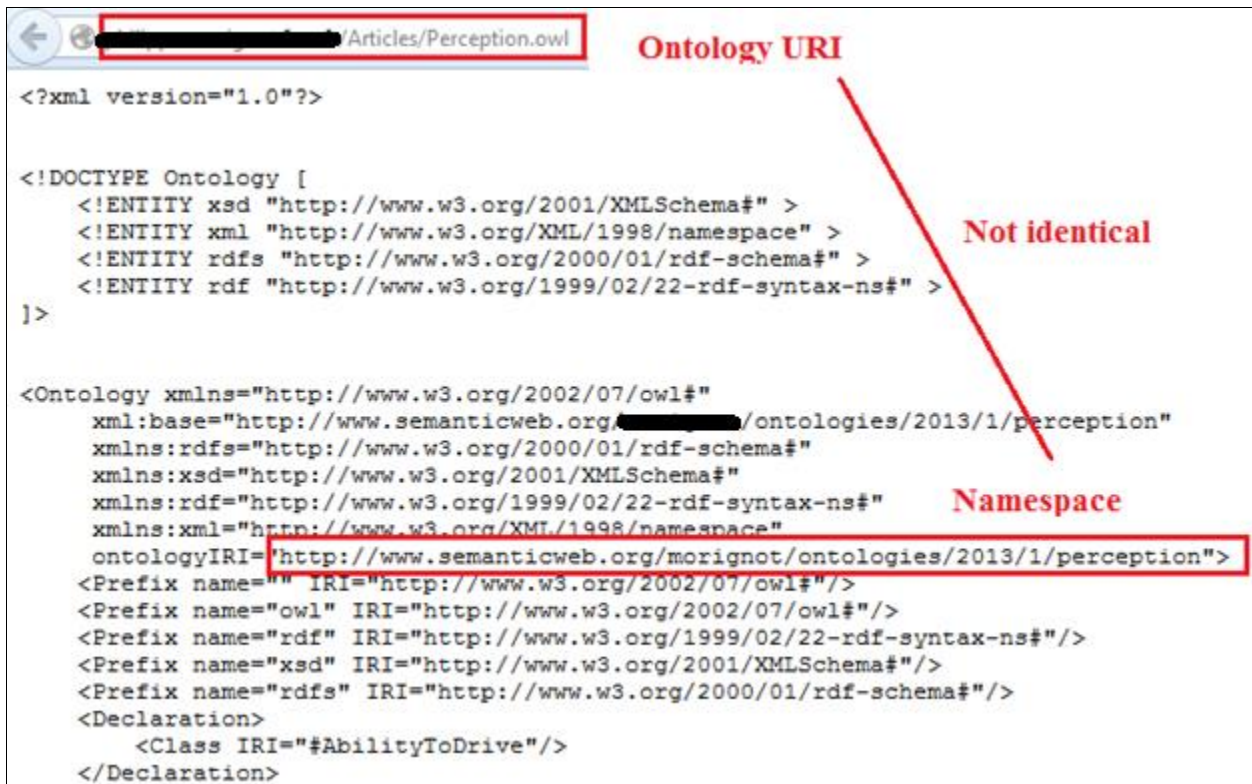 /Articles/Perception.owl
Ontology URI
<?xml version="1.0"?>
<!DOCTYPE Ontology [
<!ENTITY xsd "http://www.w3.org/2001/XMLSchema#" >
<!ENTITY xml "http://www.w3.org/XML/1998/namespace" >
Not identical
<!ENTITY rdfs "http://www.w3.org/2000/01/rdf-schema#" >
<!ENTITY rdf "http://www.w3.org/1999/02/22-rdf-syntax-ns#" >
]>
<Ontology xmlns="http://www.w3.org/2002/07/owl#"
xml:base="http://www.semanticweb.org/ /ontologies/2013/1/perception"
xmlns:rdfs="http://www.w3.org/2000/01/rdf-schema#"
xmlns:xsd="http://www.w3.org/2001/XMLSchema#"
xmlns:rdf="http://www.w3.org/1999/02/22-rdf-syntax-ns#"
Namespace
xmlns:xml="http://www.w3.org/XML/1998/namespace"
ontologyIRI="http://www.semanticweb.org/morignot/ontologies/2013/1/perception">
<Prefix name="" IRI="http://www.w3.org/2002/07/owl#"/>
<Prefix name="owl" IRI="http://www.w3.org/2002/07/owl#"/>
<Prefix name="rdf" IRI="http://www.w3.org/1999/02/22-rdf-syntax-ns#"/>
<Prefix name="xsd" IRI="http://www.w3.org/2001/XMLSchema#"/>
<Prefix name="rdfs" IRI="http://www.w3.org/2000/01/rdf-schema#"/>
<Declaration>
<Class IRI="#AbilityToDrive"/>
</Declaration>